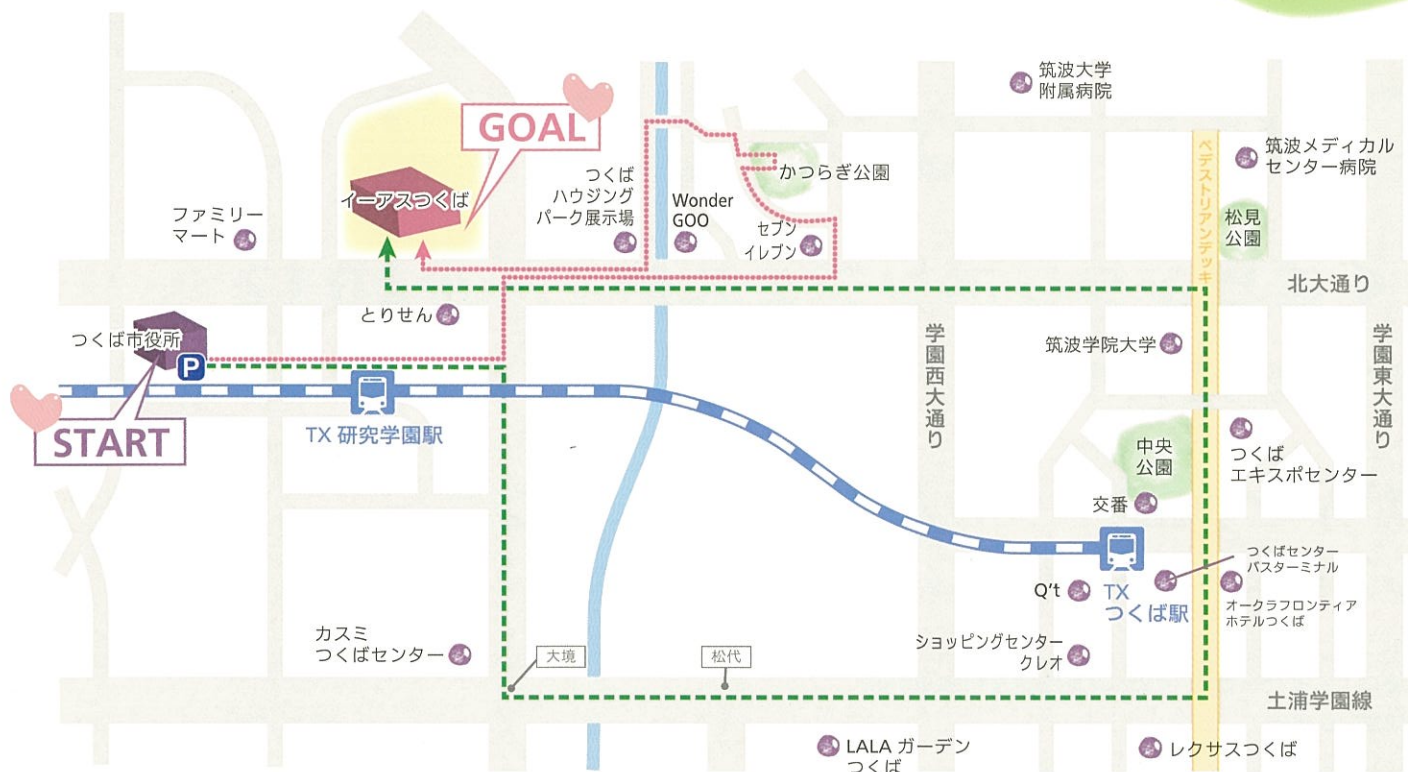 筑波大学
附属病院
GOAL
ペデストリアンデッキ
筑波メディカル
センター病院
つくば
ハウジング
パーク展示場
かつらぎ公園
イーアスつくば
Wonder
GOO
ファミリー
マート
セブン
イレブン
松見
公園
北大通り
とりせん
つくば市役所
P
学園西大通り
筑波学院大学
学園東大通り
START
TX 研究学園駅
中央
公園
つくば
エキスポセンター
交番
つくばセンター
バスターミナル
Q't
TX
つくば駅
オークラフロンティア
ホテルつくば
カスミ
つくばセンター
大境
松代
ショッピングセンター
クレオ
土浦学園線
LALA ガーデン
つくば
レクサスつくば